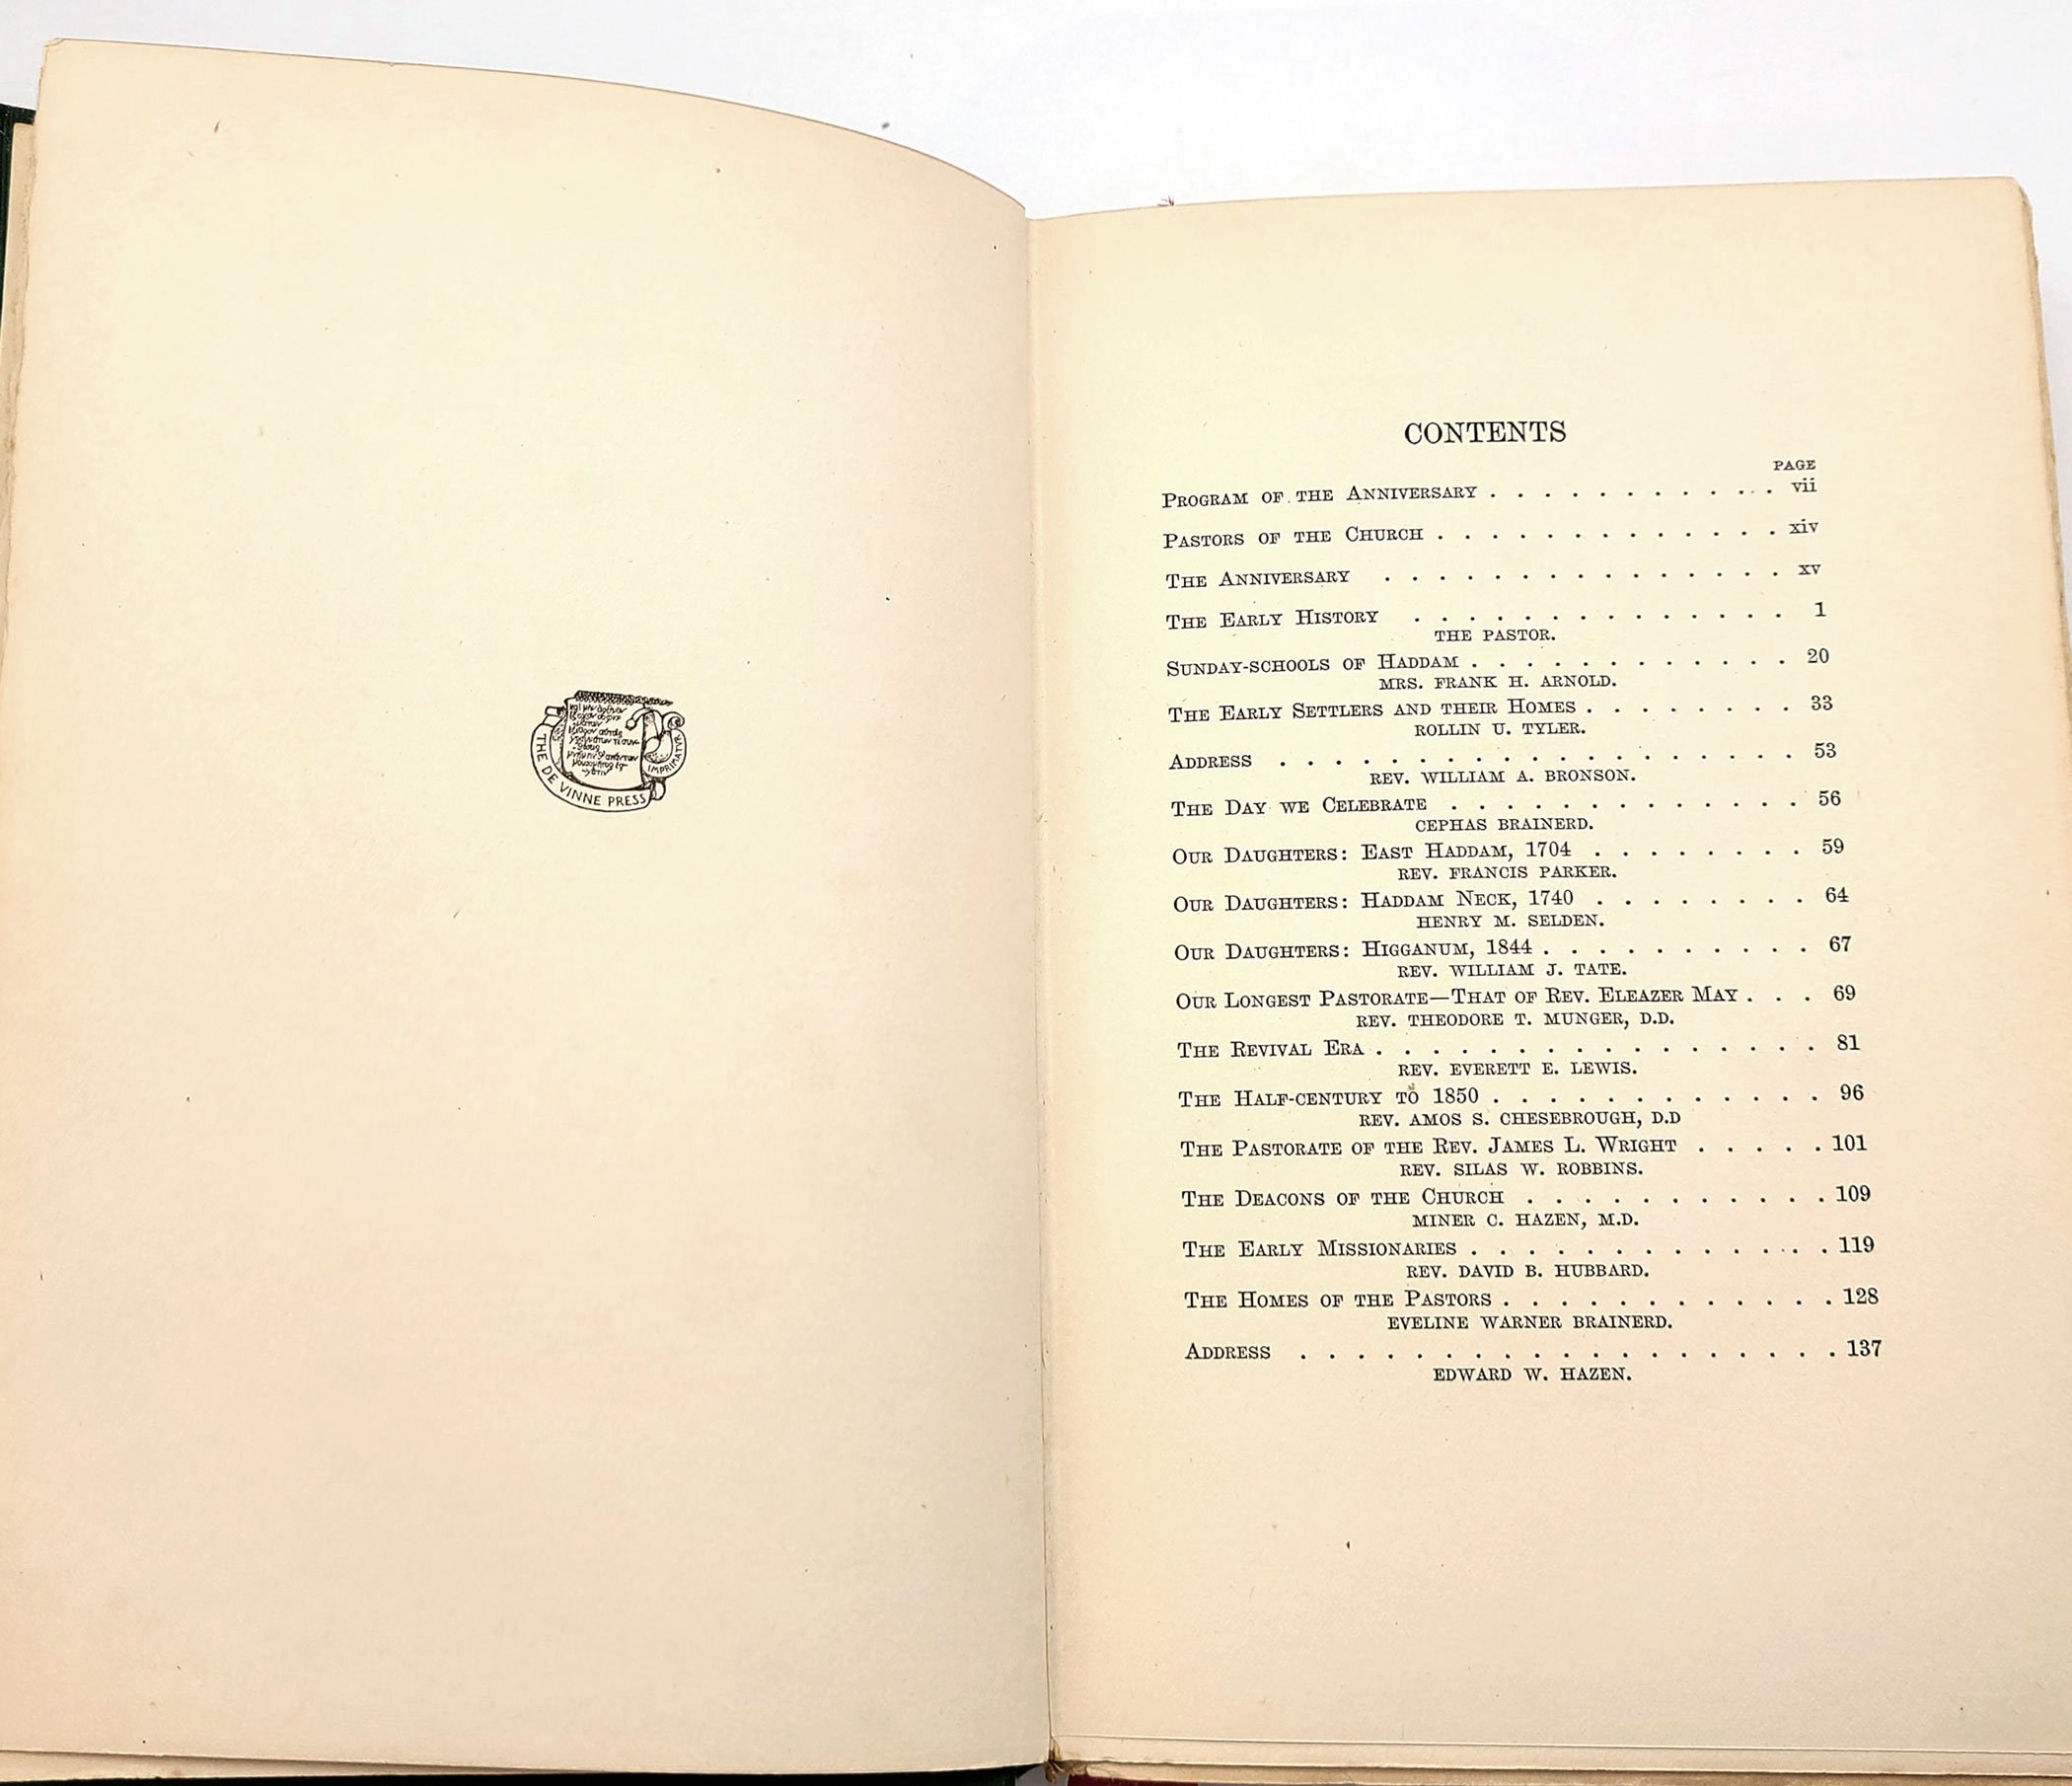 THE DE VINNE PRESS
IMPRIMATUR
CONTENTS
PAGE
PROGRAM OF THE ANNIVERSARY . . . . . . . . . . . vii
PASTORS OF THE CHURCH . . . . . . . . . . . . . xiv
THE ANNIVERSARY . . . . . . . . . . . . . . . xv
THE EARLY HISTORY . . . . . . . . . . . . . . 1
THE PASTOR.
SUNDAY-SCHOOLS OF HADDAM . . . . . . . . . . . . 20
MRS. FRANK H. ARNOLD.
THE EARLY SETTLERS AND THEIR HOMES . . . . . . . . 33
ROLLIN U. TYLER.
ADDRESS . . . . . . . . . . . . . . . . . . . 53
REV. WILLIAM A. BRONSON.
THE DAY WE CELEBRATE . . . . . . . . . . . . . 56
CEPHAS BRAINERD.
OUR DAUGHTERS: EAST HADDAM, 1704 . . . . . . . . 59
REV. FRANCIS PARKER.
OUR DAUGHTERS: HADDAM NECK, 1740 . . . . . . . . 64
HENRY M. SELDEN.
OUR DAUGHTERS: HIGGANUM, 1844 . . . . . . . . . . 67
REV. WILLIAM J. TATE.
OUR LONGEST PASTORATE—THAT OF REV. ELEAZER MAY . . . 69
REV. THEODORE T. MUNGER, D.D.
THE REVIVAL ERA . . . . . . . . . . . . . . . . 81
REV. EVERETT E. LEWIS.
THE HALF-CENTURY TO 1850 . . . . . . . . . . . . 96
REV. AMOS S. CHESEBROUGH, D.D
THE PASTORATE OF THE REV. JAMES L. WRIGHT . . . . . 101
REV. SILAS W. ROBBINS.
THE DEACONS OF THE CHURCH . . . . . . . . . . . 109
MINER C. HAZEN, M.D.
THE EARLY MISSIONARIES . . . . . . . . . . . . . 119
REV. DAVID B. HUBBARD.
THE HOMES OF THE PASTORS . . . . . . . . . . . . 128
EVELINE WARNER BRAINERD.
ADDRESS . . . . . . . . . . . . . . . . . . . 137
EDWARD W. HAZEN.